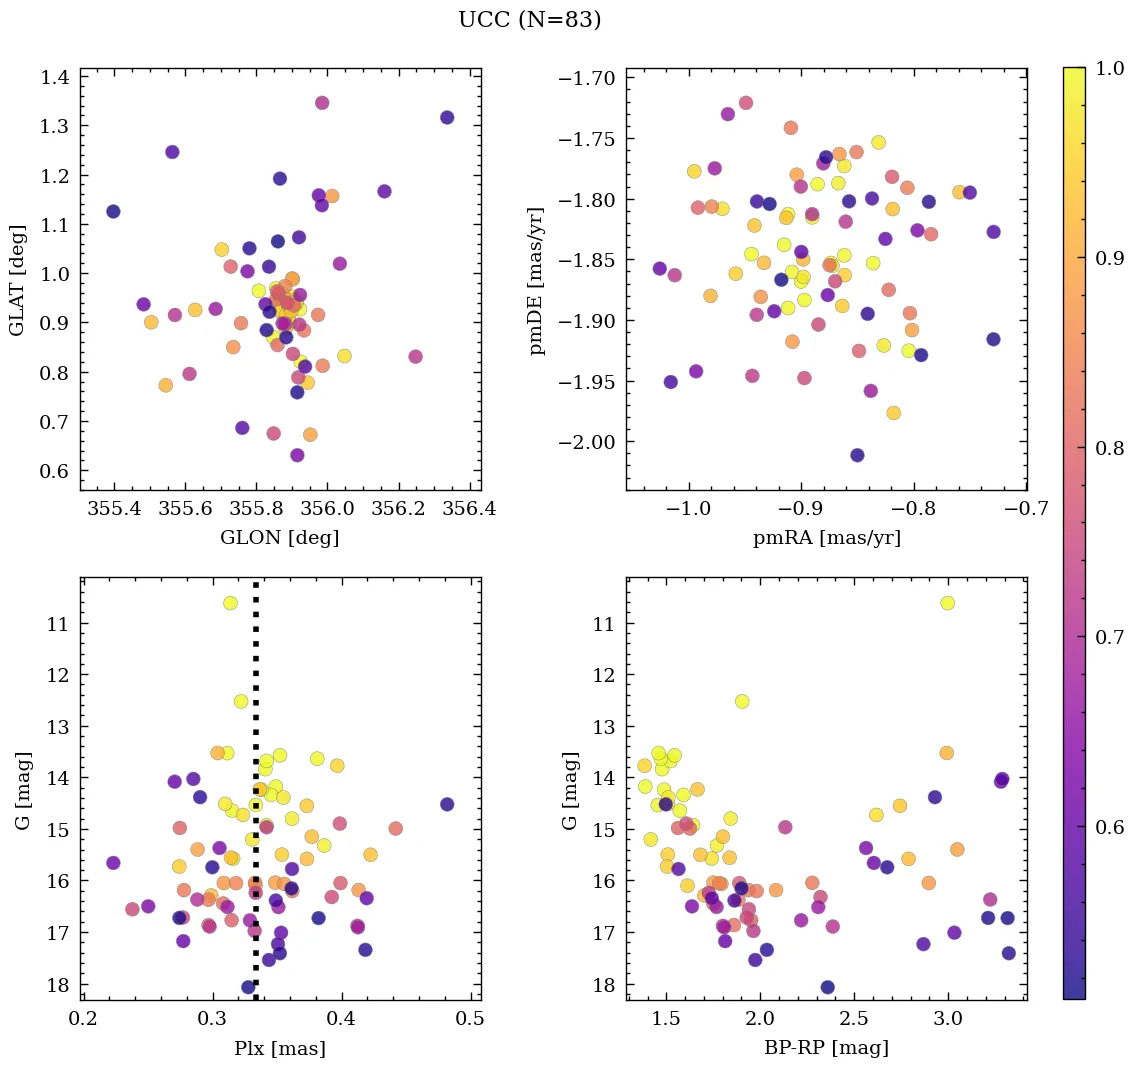 UCC (N=83)
1.4
1.3
1.2
1.1
1.0
0.9
0.8
0.7
0.6
GLAT [deg]
355.4 355.6 355.8 356.0 356.2 356.4
GLON [deg]
−1.70
−1.75
−1.80
−1.85
−1.90
−1.95
−2.00
pmDE [mas/yr]
−1.0 −0.9 −0.8 −0.7
pmRA [mas/yr]
11
12
13
14
15
16
17
18
G [mag]
0.2 0.3 0.4 0.5
Plx [mas]
11
12
13
14
15
16
17
18
G [mag]
1.5 2.0 2.5 3.0
BP-RP [mag]
1.0
0.9
0.8
0.7
0.6